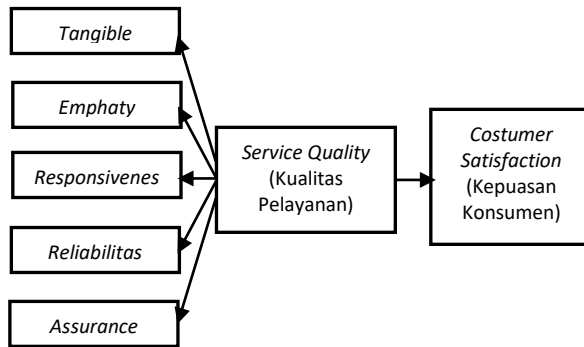 Tangible
Emphaty
Responsivenes
Reliabilitas
Assurance
Service Quality
(Kualitas
Pelayanan)
Costumer
Satisfaction
(Kepuasan
Konsumen)